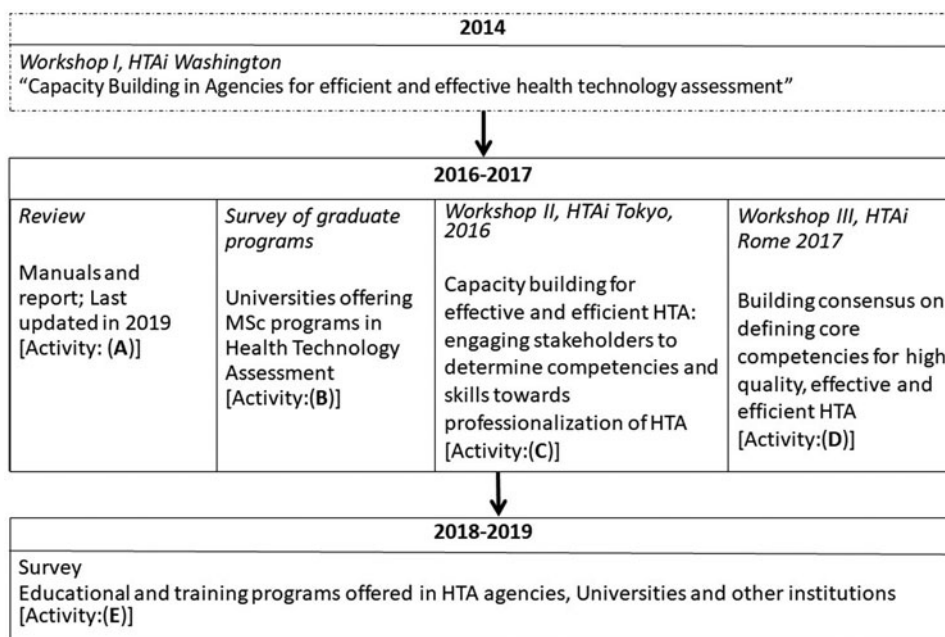 2014
Workshop I, HTAi Washington
“Capacity Building in Agencies for efficient and effective health technology assessment”
2016-2017
Review
Manuals and
report; Last
updated in 2019
[Activity: (A)]
Survey of graduate
programs
Universities offering
MSc programs in
Health Technology
Assessment
[Activity:(B)]
Workshop II, HTAi Tokyo,
2016
Capacity building for
effective and efficient HTA:
engaging stakeholders to
determine competencies and
skills towards
professionalization of HTA
[Activity:(C)]
Workshop III, HTAi
Rome 2017
Building consensus on
defining core
competencies for high
quality, effective and
efficient HTA
[Activity:(D)]
2018-2019
Survey
Educational and training programs offered in HTA agencies, Universities and other institutions
[Activity:(E)]